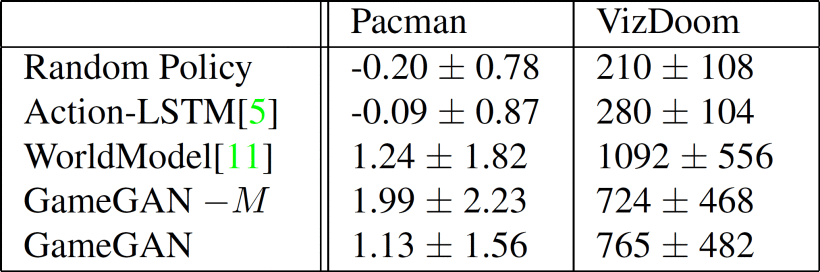 Pacman VizDoom
Random Policy -0.20 ± 0.78 210 ± 108
Action-LSTM[5] -0.09 ± 0.87 280 ± 104
WorldModel[11] 1.24 ± 1.82 1092 ± 556
GameGAN −M 1.99 ± 2.23 724 ± 468
GameGAN 1.13 ± 1.56 765 ± 482